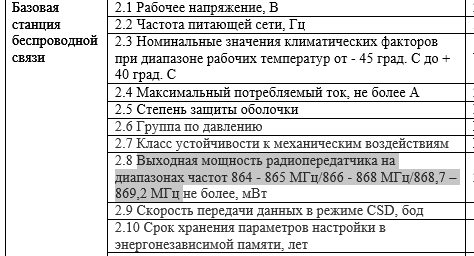 Базовая
станция
беспроводной
связи
2.1 Рабочее напряжение, В
2.2 Частота питающей сети, Гц
2.3 Номинальные значения климатических факторов
при диапазоне рабочих температур от - 45 град. С до +
40 град. С
2.4 Максимальный потребляемый ток, не более А
2.5 Степень защиты оболочки
2.6 Группа по давлению
2.7 Класс устойчивости к механическим воздействиям
2.8 Выходная мощность радиопередатчика на
диапазонах частот 864 - 865 МГц/866 - 868 МГц/868,7 –
869,2 МГц не более, мВт
2.9 Скорость передачи данных в режиме CSD, бод
2.10 Срок хранения параметров настройки в
энергонезависимой памяти, лет